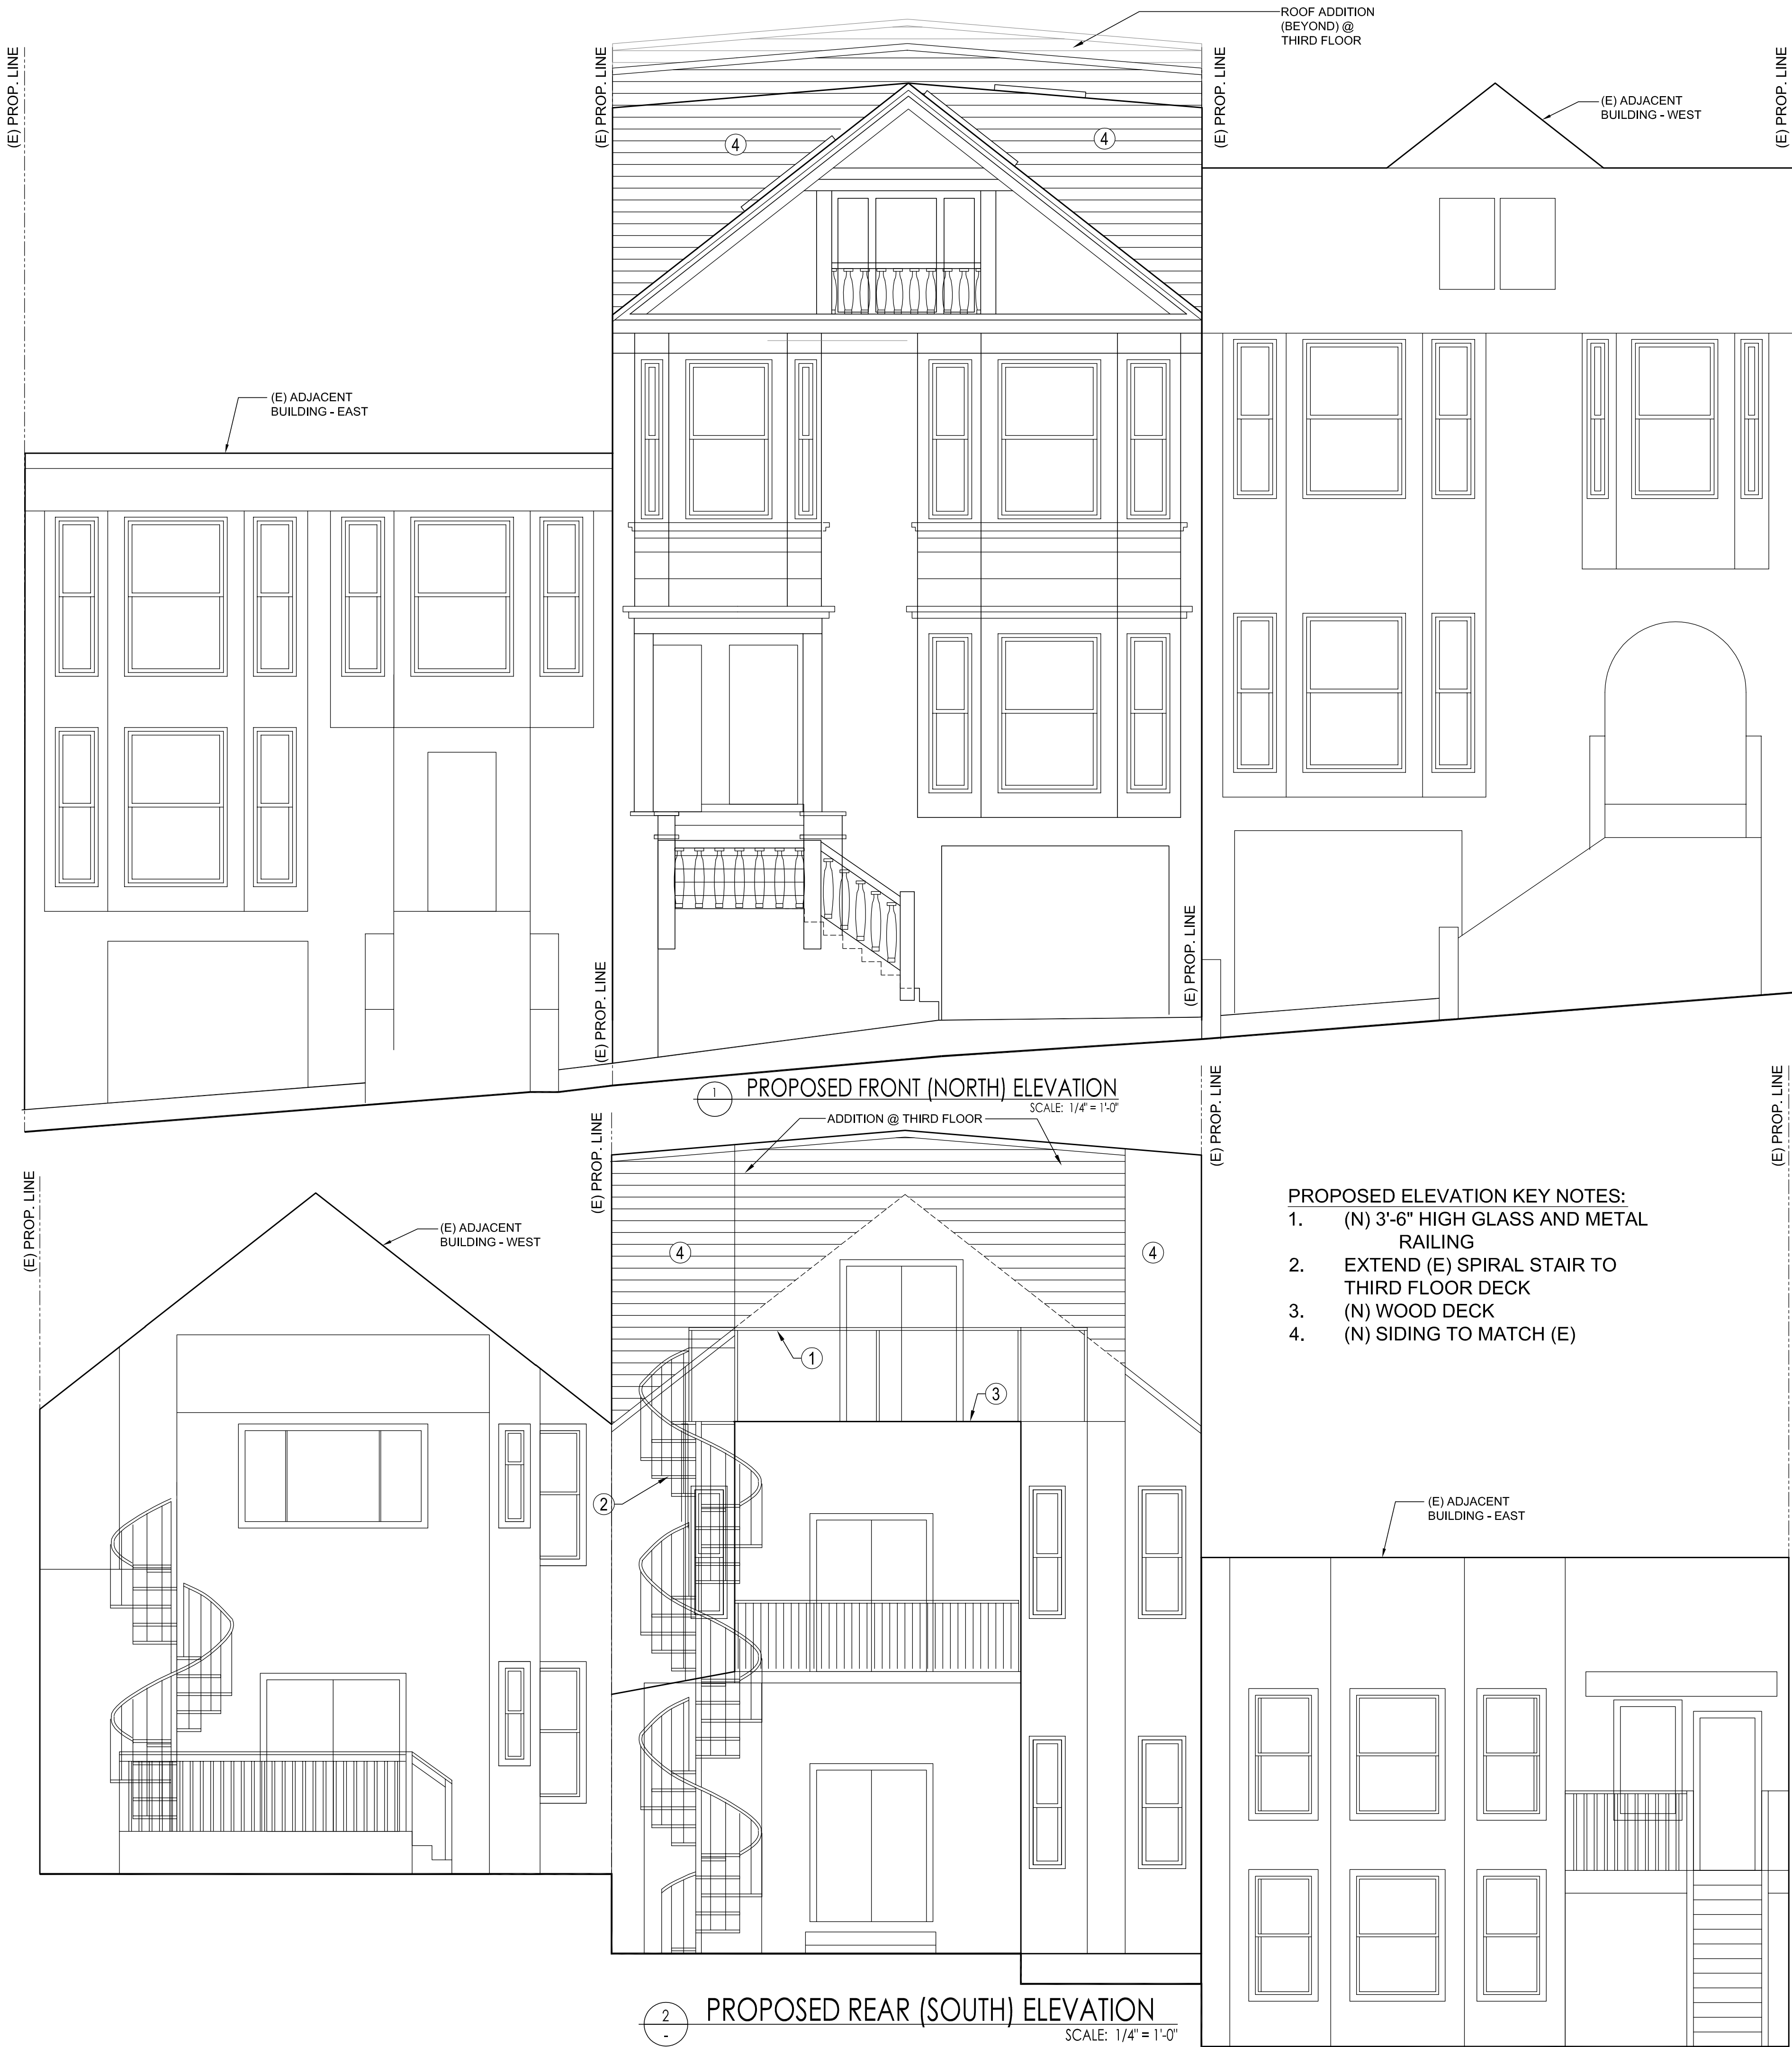 ROOF ADDITION
(BEYOND) @
THIRD FLOOR
(E) PROP. LINE
(E) PROP. LINE
(E) PROP. LINE
(E) PROP. LINE
(E) ADJACENT
BUILDING - WEST
4
4
(E) ADJACENT
BUILDING - EAST
(E) PROP. LINE
(E) PROP. LINE
1
PROPOSED FRONT (NORTH) ELEVATION
SCALE: 1/4" = 1'-0"
(E) PROP. LINE
(E) PROP. LINE
(E) PROP. LINE
(E) PROP. LINE
ADDITION @ THIRD FLOOR
(E) ADJACENT
BUILDING - WEST
4
4
1
3
2
PROPOSED ELEVATION KEY NOTES:
1. (N) 3'-6" HIGH GLASS AND METAL
RAILING
2. EXTEND (E) SPIRAL STAIR TO
THIRD FLOOR DECK
3. (N) WOOD DECK
4. (N) SIDING TO MATCH (E)
(E) ADJACENT
BUILDING - EAST
2
-
PROPOSED REAR (SOUTH) ELEVATION
SCALE: 1/4" = 1'-0"